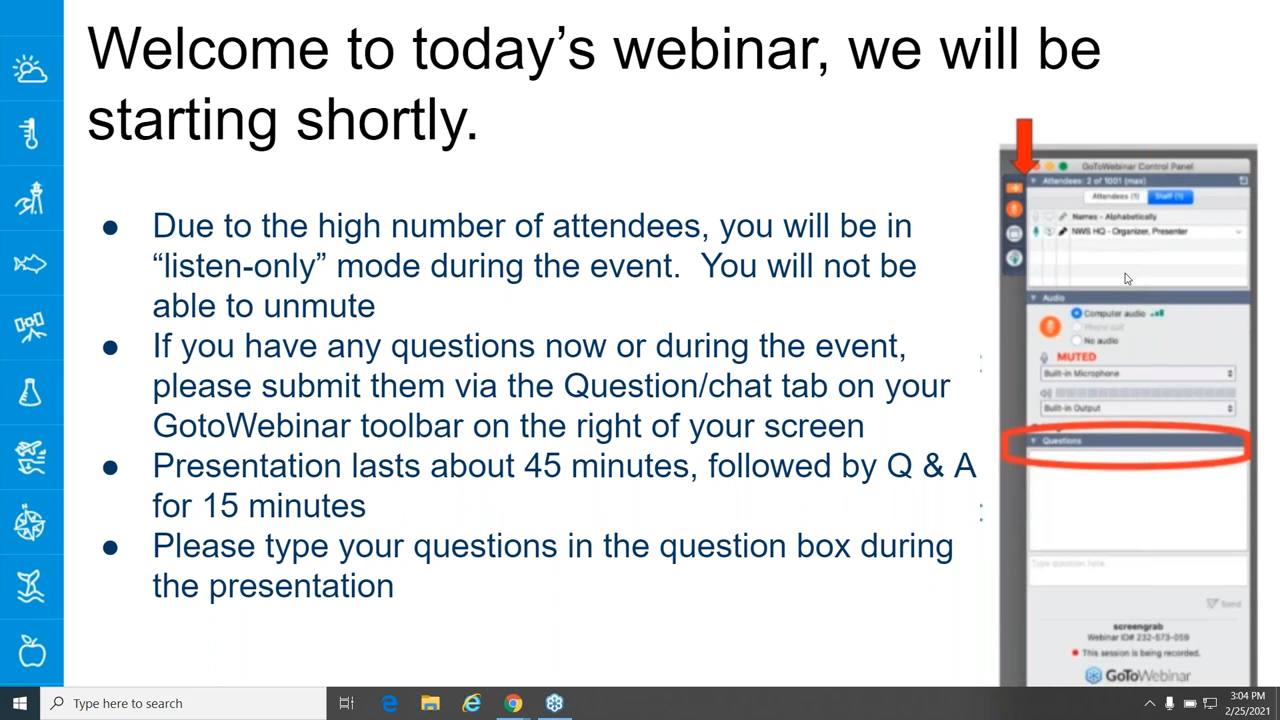 Welcome to today’s webinar, we will be
starting shortly.
● Due to the high number of attendees, you will be in
“listen-only” mode during the event.  You will not be
able to unmute
● If you have any questions now or during the event,
please submit them via the Question/chat tab on your
GotoWebinar toolbar on the right of your screen
● Presentation lasts about 45 minutes, followed by Q & A
for 15 minutes
● Please type your questions in the question box during
the presentation
GoToWebinar Control Panel
Attendees: 2 of 1001 (max)
Attendees (1) Staff (1)
Names - Alphabetically
NWS HQ - Organizer, Presenter
Audio
Computer audio
Phone call
No audio
MUTED
Built-in Microphone
Built-in Output
Questions
Type question here.
Send
screengrab
Webinar ID# 232-573-059
This session is being recorded.
GoToWebinar
Type here to search
3:04 PM
2/25/2021